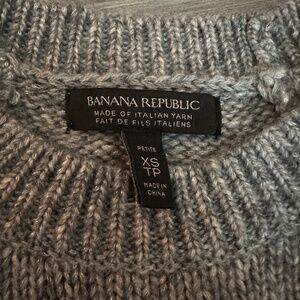 BANANA REPUBLIC
MADE OF ITALIAN YARN
FAIT DE FILS ITALIENS
PETITE
XS
TP
MADE IN
CHINA